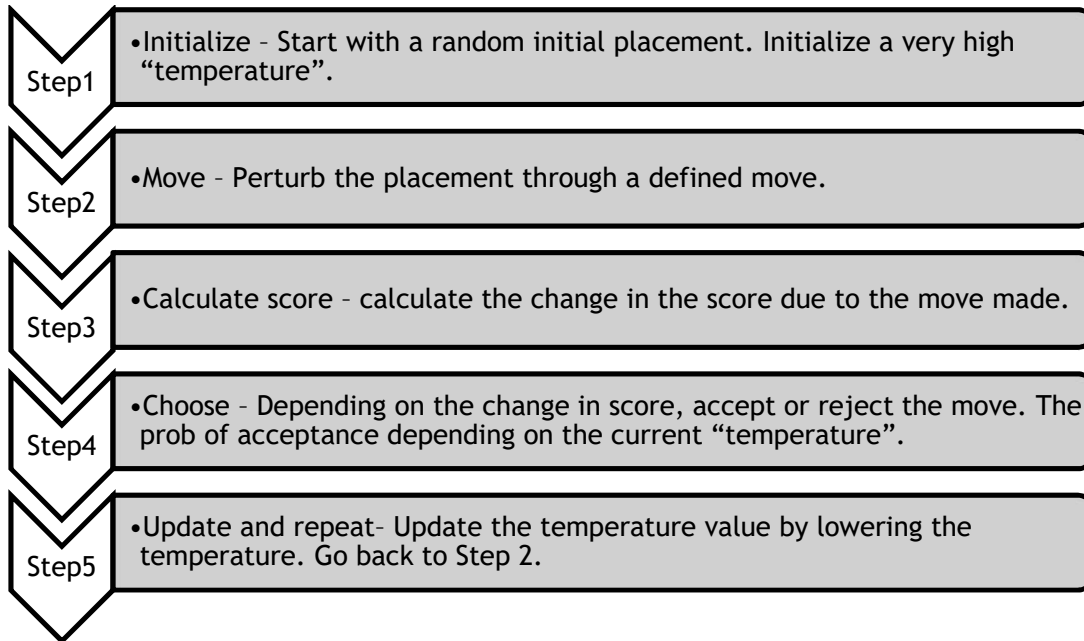 Step1
•Initialize – Start with a random initial placement. Initialize a very high
“temperature”.
Step2
•Move – Perturb the placement through a defined move.
Step3
•Calculate score – calculate the change in the score due to the move made.
Step4
•Choose – Depending on the change in score, accept or reject the move. The
prob of acceptance depending on the current “temperature”.
Step5
•Update and repeat– Update the temperature value by lowering the
temperature. Go back to Step 2.